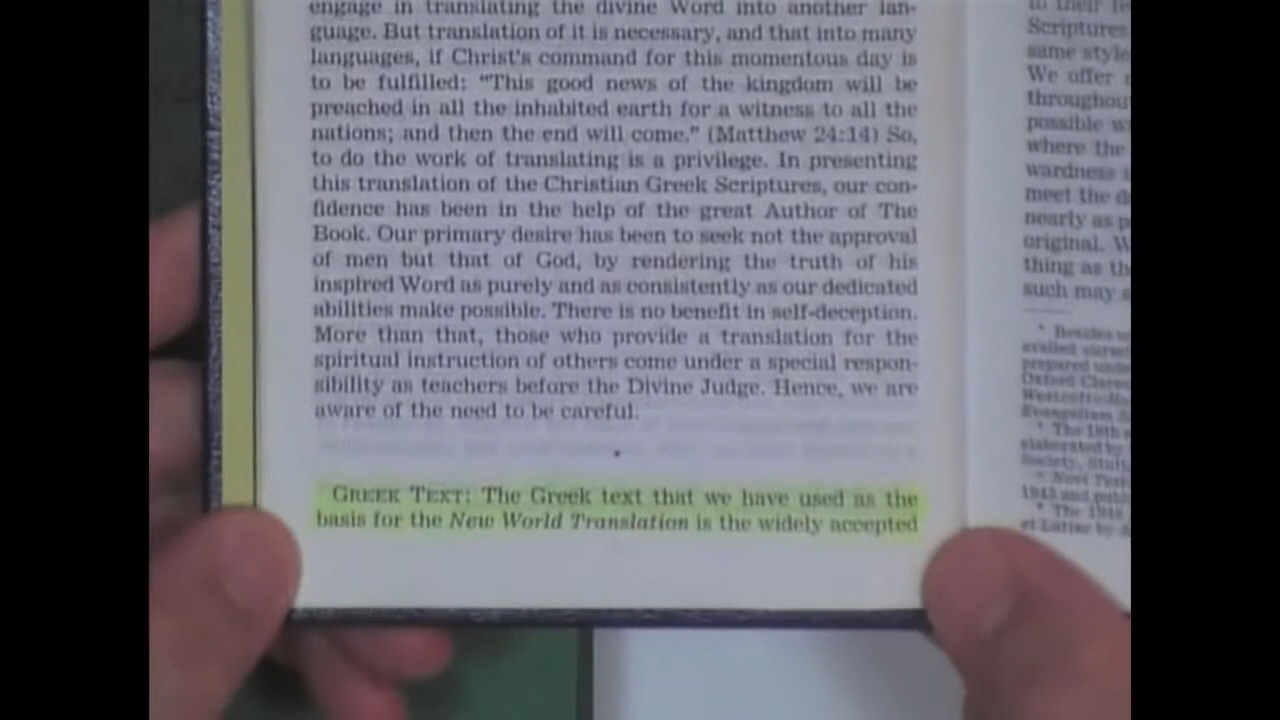 engage in translating the divine Word into another lan-
guage. But translation of it is necessary, and that into many
languages, if Christ's command for this momentous day is
to be fulfilled: "This good news of the kingdom will be
preached in all the inhabited earth for a witness to all the
nations; and then the end will come." (Matthew 24:14) So,
to do the work of translating is a privilege. In presenting
this translation of the Christian Greek Scriptures, our con-
fidence has been in the help of the great Author of The
Book. Our primary desire has been to seek not the approval
of men but that of God, by rendering the truth of his
inspired Word as purely and as consistently as our dedicated
abilities make possible. There is no benefit in self-deception.
More than that, those who provide a translation for the
spiritual instruction of others come under a special respon-
sibility as teachers before the Divine Judge. Hence, we are
aware of the need to be careful.
GREEK TEXT: The Greek text that we have used as the
basis for the New World Translation is the widely accepted
to their
Scriptures
same style
We offer
throughout
possible
where the
wardness
meet the
nearly as
original.
thing as
such may
* Besides